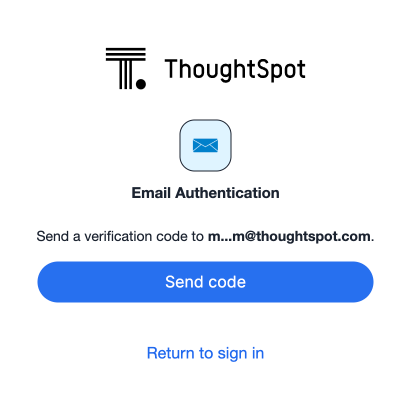 ThoughtSpot
Email Authentication
Send a verification code to m...m@thoughtspot.com.
Send code
Return to sign in